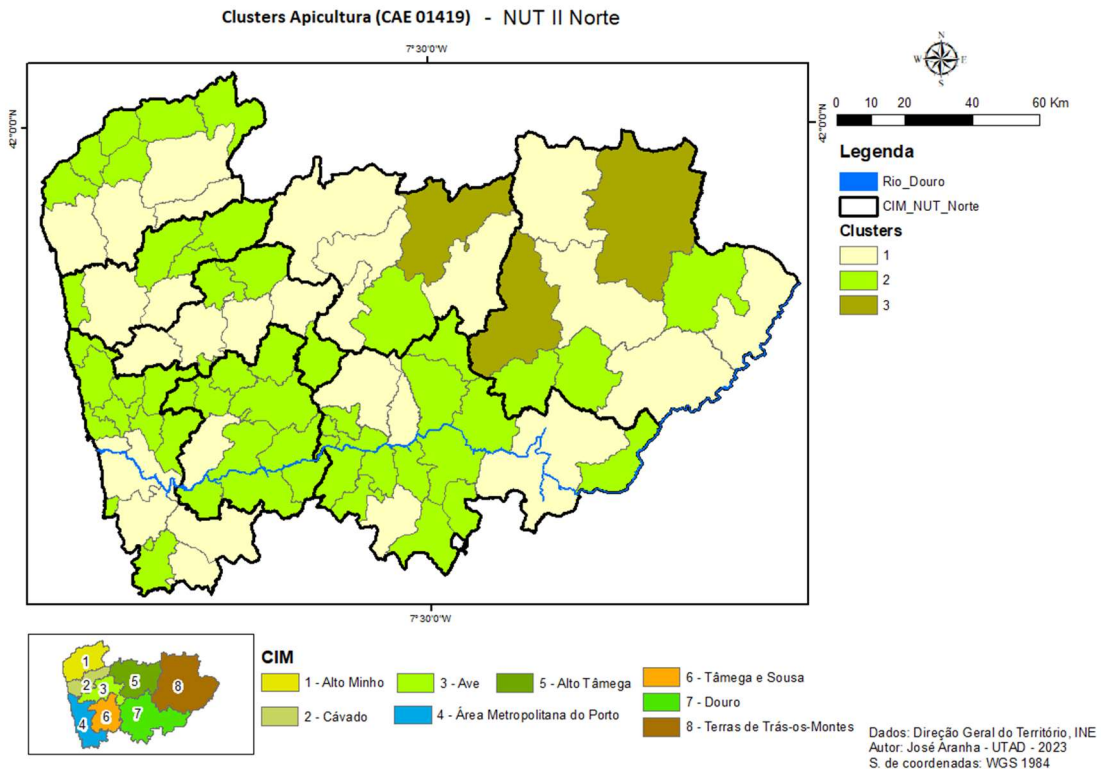 Clusters Apicultura (CAE 01419) - NUT II Norte
7°30'0"W
42°0'0"N
42°0'0"N
7°30'0"W
N
W E
S
0 10 20 40 60 Km
Legenda
Rio_Douro
CIM_NUT_Norte
Clusters
1
2
3
1
2
3
4
5
6
7
8
CIM
1 - Alto Minho
2 - Cávado
3 - Ave
4 - Área Metropolitana do Porto
5 - Alto Tâmega
6 - Tâmega e Sousa
7 - Douro
8 - Terras de Trás-os-Montes
Dados: Direção Geral do Território, INE
Autor: José Aranha - UTAD - 2023
S. de coordenadas: WGS 1984